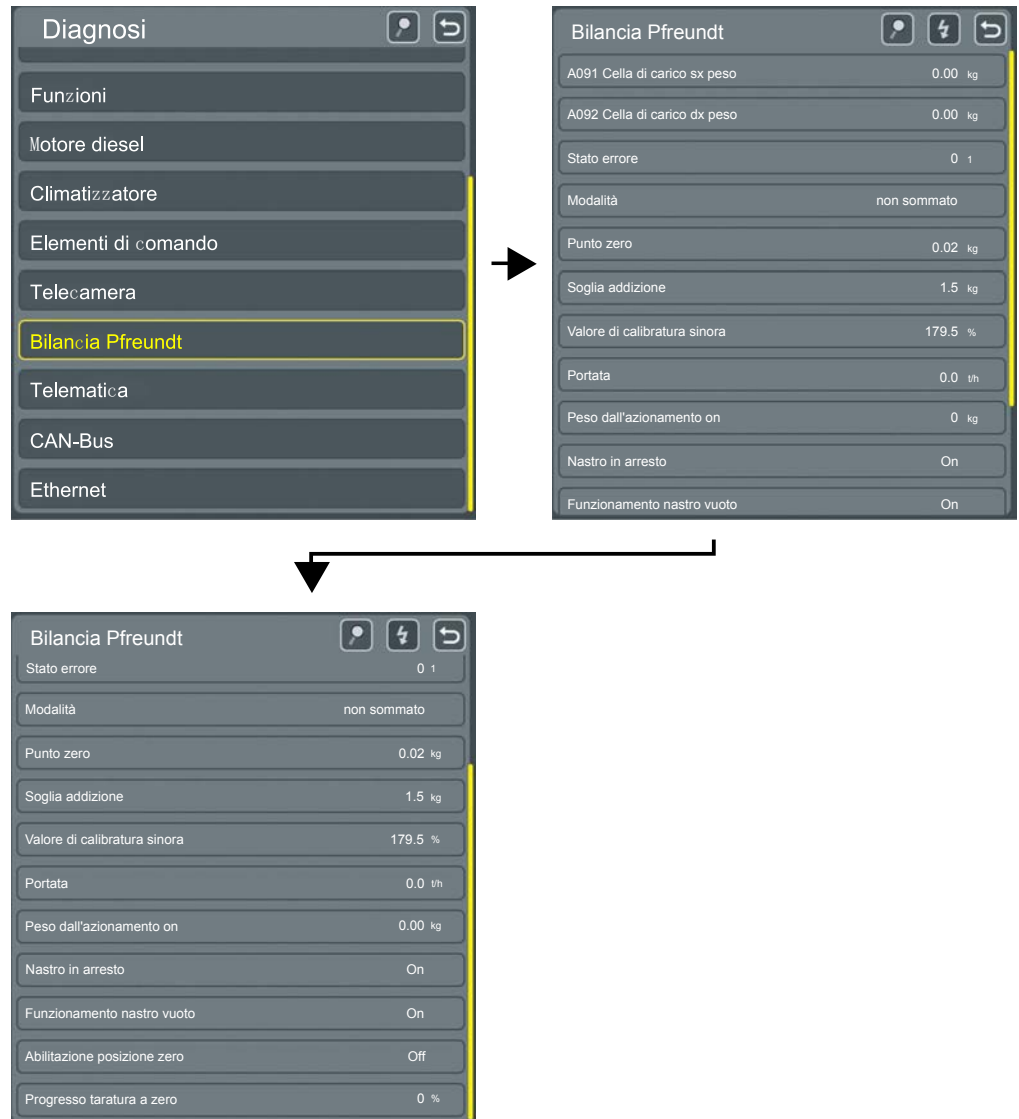 Diagnosi
Funzioni
Motore diesel
Climatizzatore
Elementi di comando
Telecamera
Bilancia Pfreundt
Telematica
CAN-Bus
Ethernet
Bilancia Pfreundt
A091 Cella di carico sx peso 0.00 kg
A092 Cella di carico dx peso 0.00 kg
Stato errore 0 1
Modalità non sommato
Punto zero 0.02 kg
Soglia addizione 1.5 kg
Valore di calibratura sinora 179.5 %
Portata 0.0 t/h
Peso dall'azionamento on 0 kg
Nastro in arresto On
Funzionamento nastro vuoto On
Bilancia Pfreundt
Stato errore 0 1
Modalità non sommato
Punto zero 0.02 kg
Soglia addizione 1.5 kg
Valore di calibratura sinora 179.5 %
Portata 0.0 t/h
Peso dall'azionamento on 0.00 kg
Nastro in arresto On
Funzionamento nastro vuoto On
Abilitazione posizione zero Off
Progresso taratura a zero 0 %